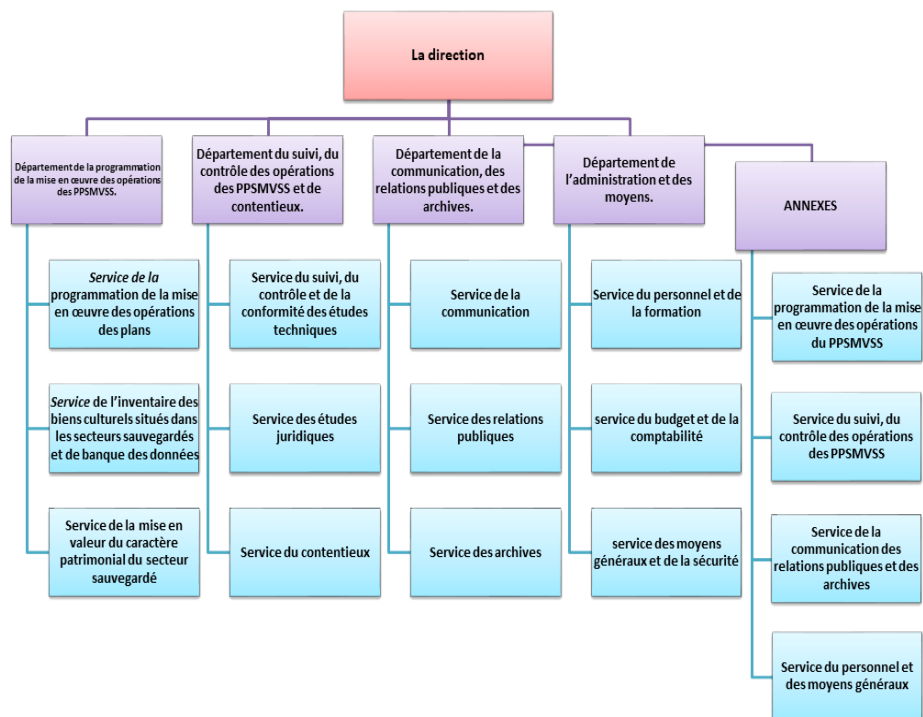 La direction
Département de la programmation
de la mise en œuvre des opérations
des PPSMVSS.
Département du suivi, du
contrôle des opérations
des PPSMVSS et de
contentieux.
Département de la
communication, des
relations publiques et des
archives.
Département de
l'administration et des
moyens.
ANNEXES
Service de la
programmation de la mise
en œuvre des opérations
des plans
Service de l'inventaire des
biens culturels situés dans
les secteurs sauvegardés
et de banque des données
Service de la mise en
valeur du caractère
patrimonial du secteur
sauvegardé
Service du suivi, du
contrôle et de la
conformité des études
techniques
Service des études
juridiques
Service du contentieux
Service de la
communication
Service des relations
publiques
Service des archives
Service du personnel et de
la formation
service du budget et de la
comptabilité
service des moyens
généraux et de la sécurité
Service de la
programmation de la mise
en œuvre des opérations
du PPSMVSS
Service du suivi, du
contrôle des opérations
des PPSMVSS
Service de la
communication des
relations publiques et des
archives
Service du personnel et
des moyens généraux